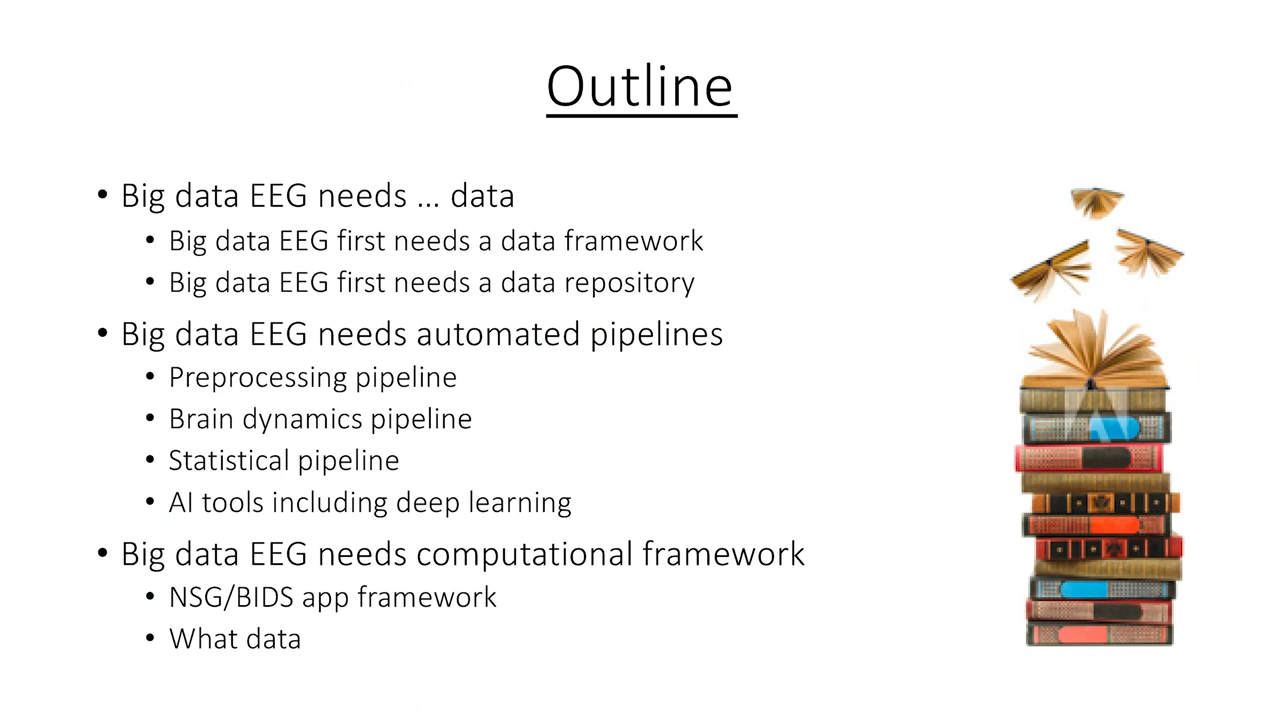 Outline
• Big data EEG needs ... data
• Big data EEG first needs a data framework
• Big data EEG first needs a data repository
• Big data EEG needs automated pipelines
• Preprocessing pipeline
• Brain dynamics pipeline
• Statistical pipeline
• AI tools including deep learning
• Big data EEG needs computational framework
• NSG/BIDS app framework
• What data